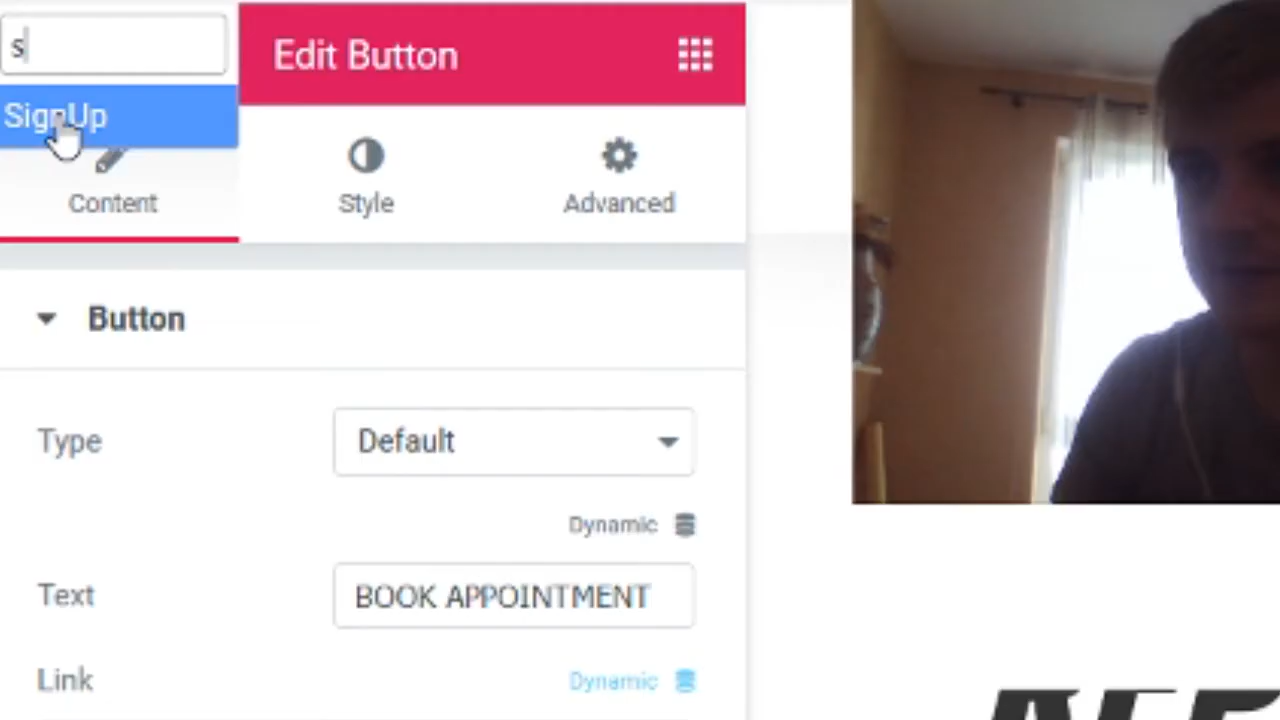 s
Edit Button
SignUp
Content
Style
Advanced
Button
Type
Default
Dynamic
Text
BOOK APPOINTMENT
Link
Dynamic